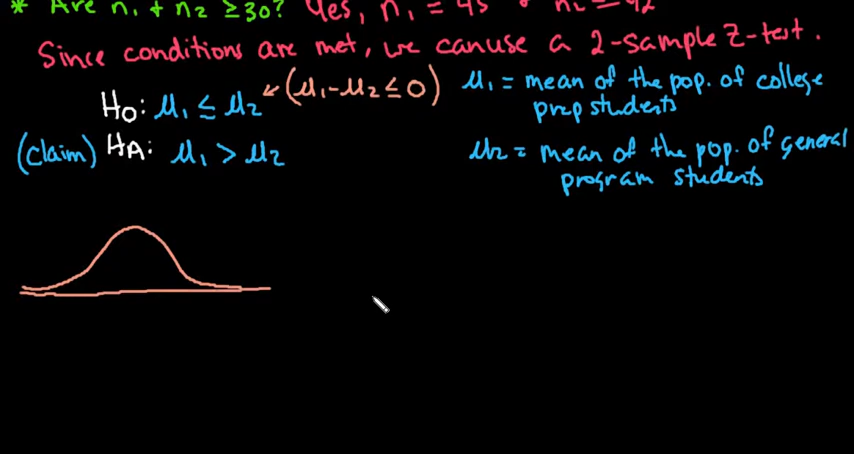 * Are n₁ + n₂ ≥ 30? Yes, n₁ = 49
Since conditions are met, we can use a 2-sample Z-test.
H₀: μ₁ ≤ μ₂ ← (μ₁-μ₂ ≤ 0)
(claim) HA: μ₁ > μ₂
μ₁ = mean of the pop. of college
prep students
μ₂ = mean of the pop. of general
program students